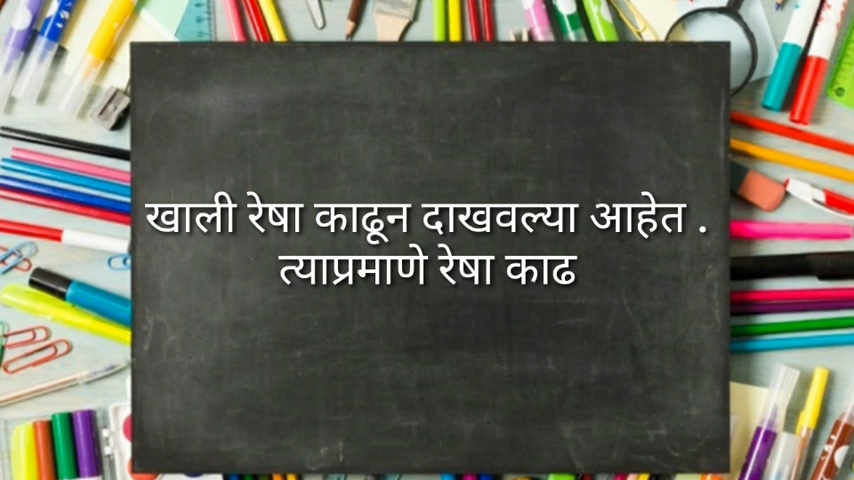 खाली रेषा काढून दाखवल्या आहेत .
त्याप्रमाणे रेषा काढ